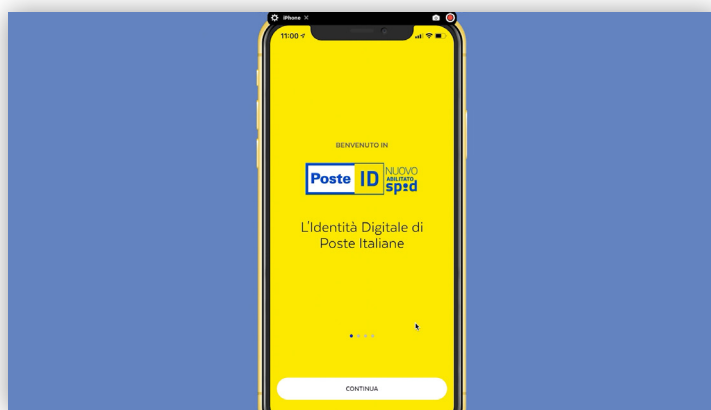 iPhone
11:00
BENVENUTO IN
Poste ID NUOVO
ABILITATO
spid
L'Identità Digitale di
Poste Italiane
CONTINUA